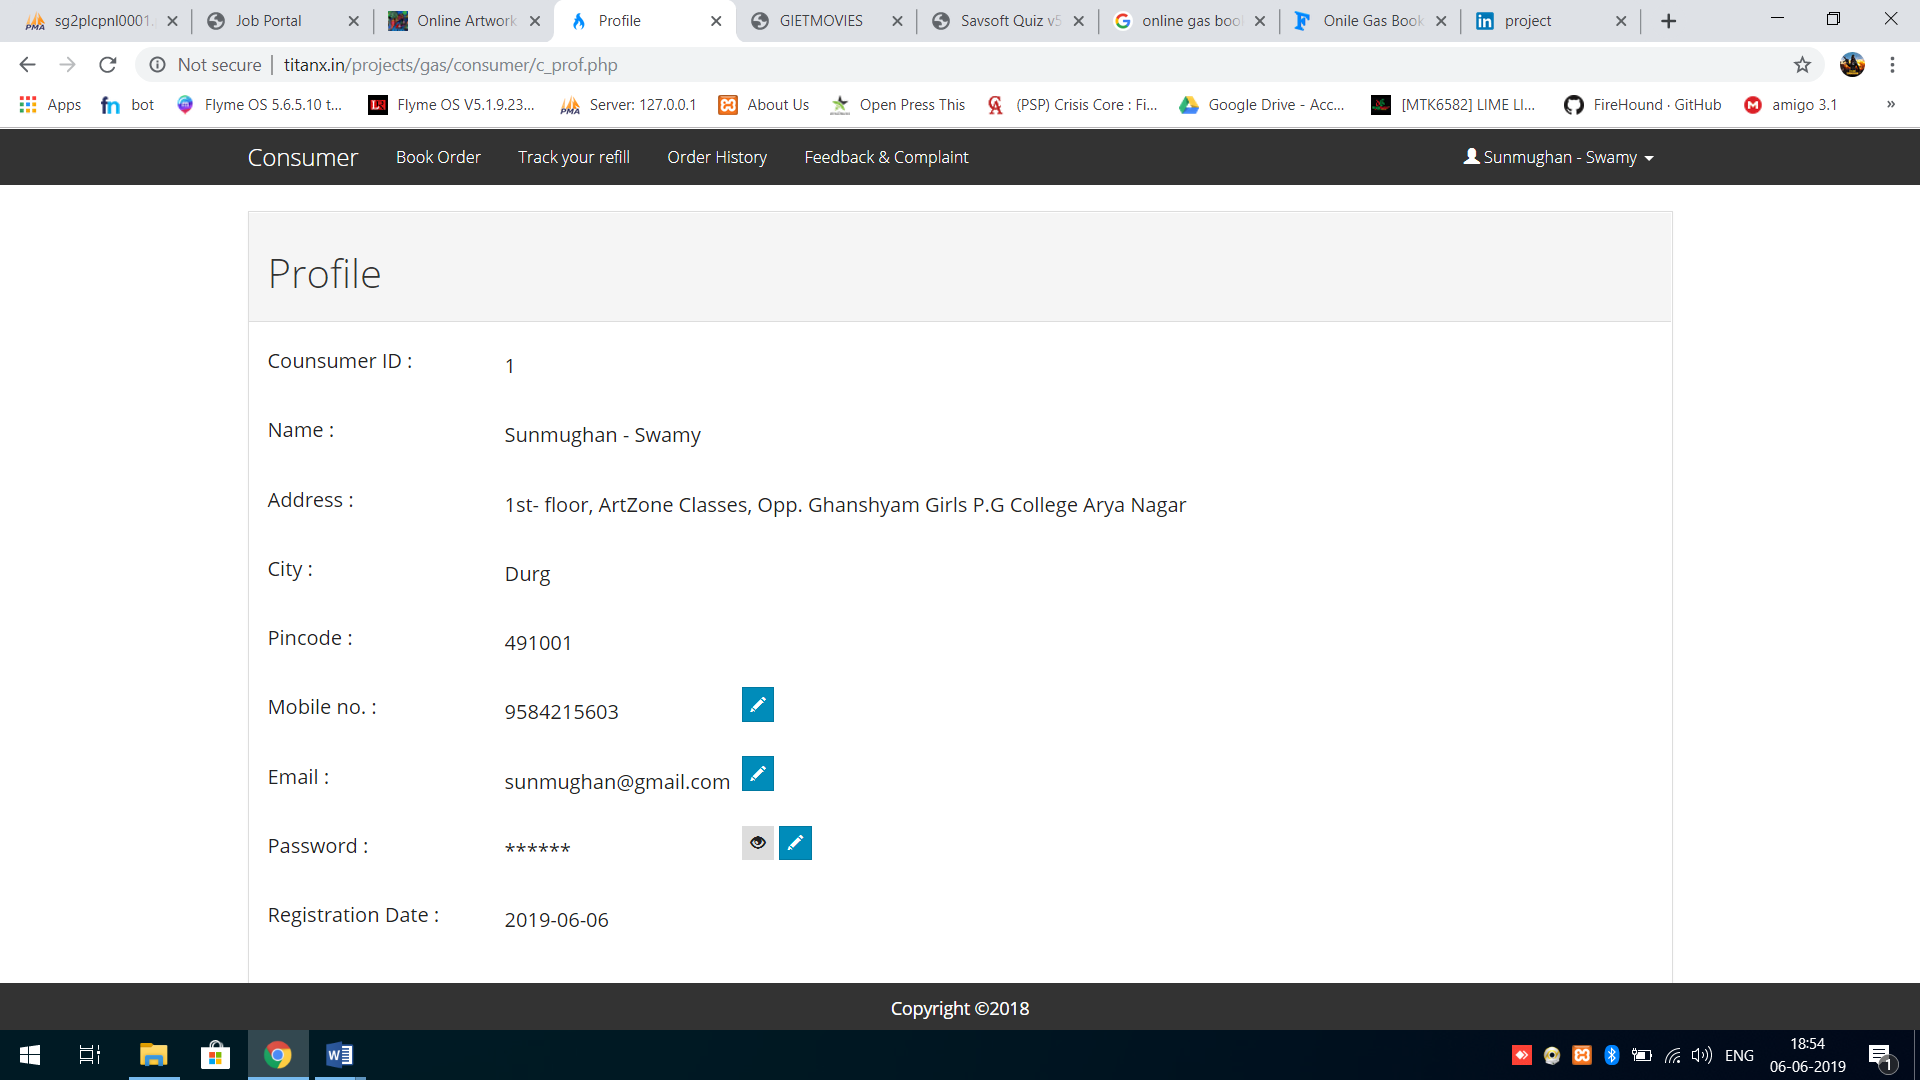 sg2plcpnl0001.
Job Portal
Online Artwork
Profile
GIETMOVIES
Savsoft Quiz v5
online gas boo
Onile Gas Book
project
Not secure | titanx.in/projects/gas/consumer/c_prof.php
Apps
bot
Flyme OS 5.6.5.10 t...
Flyme OS V5.1.9.23...
Server: 127.0.0.1
About Us
Open Press This
(PSP) Crisis Core : Fi...
Google Drive - Acc...
[MTK6582] LIME LI...
FireHound · GitHub
amigo 3.1
»
Consumer
Book Order
Track your refill
Order History
Feedback & Complaint
Sunmughan - Swamy
Profile
Counsumer ID : 1
Name : Sunmughan - Swamy
Address : 1st- floor, ArtZone Classes, Opp. Ghanshyam Girls P.G College Arya Nagar
City : Durg
Pincode : 491001
Mobile no. : 9584215603
Email : sunmughan@gmail.com
Password : ******
Registration Date : 2019-06-06
Copyright ©2018
ENG
18:54
06-06-2019
1